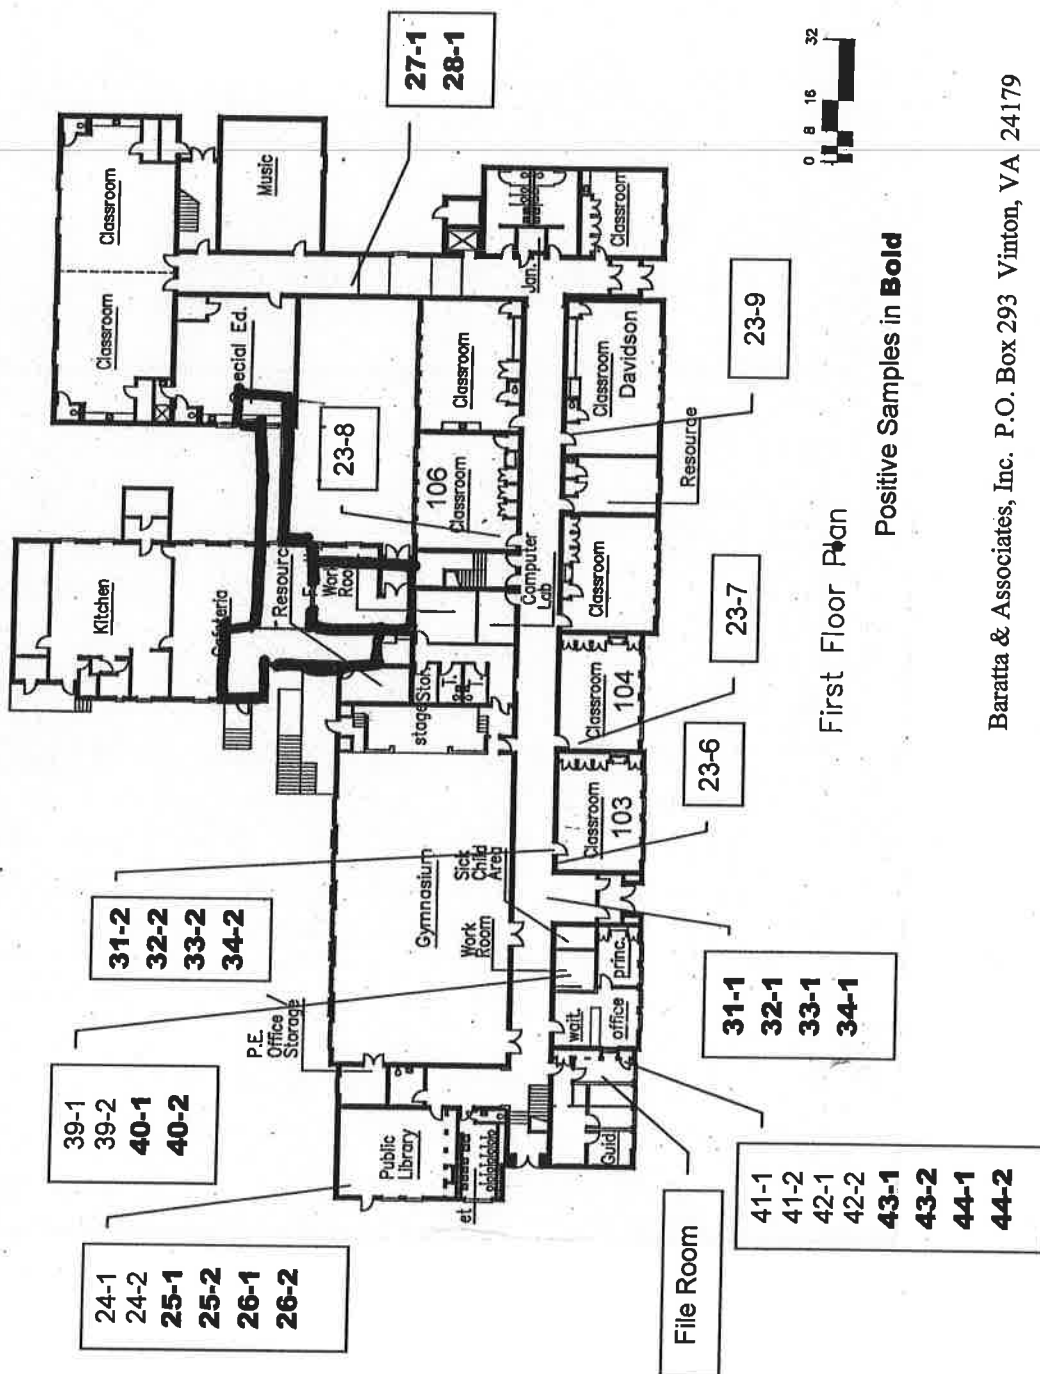 27-1
28-1
Classroom
Classroom
Music
ecial Ed.
Kitchen
Cafeteria
Resourc
Work
Roo
23-8
106
Classroom
Classroom
Jan.
Classroom
Classroom
Davidson
23-9
Resource
Classroom
Computer
Lab
Stor.
stage
Classroom
104
23-7
Classroom
103
23-6
Gymnasium
Sick
Child
Area
Work
Room
31-2
32-2
33-2
34-2
P.E.
Office
Storage
princ.
wait.
office
31-1
32-1
33-1
34-1
39-1
39-2
40-1
40-2
Public
Library
et
Guid
24-1
24-2
25-1
25-2
26-1
26-2
File Room
41-1
41-2
42-1
42-2
43-1
43-2
44-1
44-2
0 8 16 32
First Floor Plan
Positive Samples in Bold
Baratta & Associates, Inc. P.O. Box 293 Vinton, VA 24179